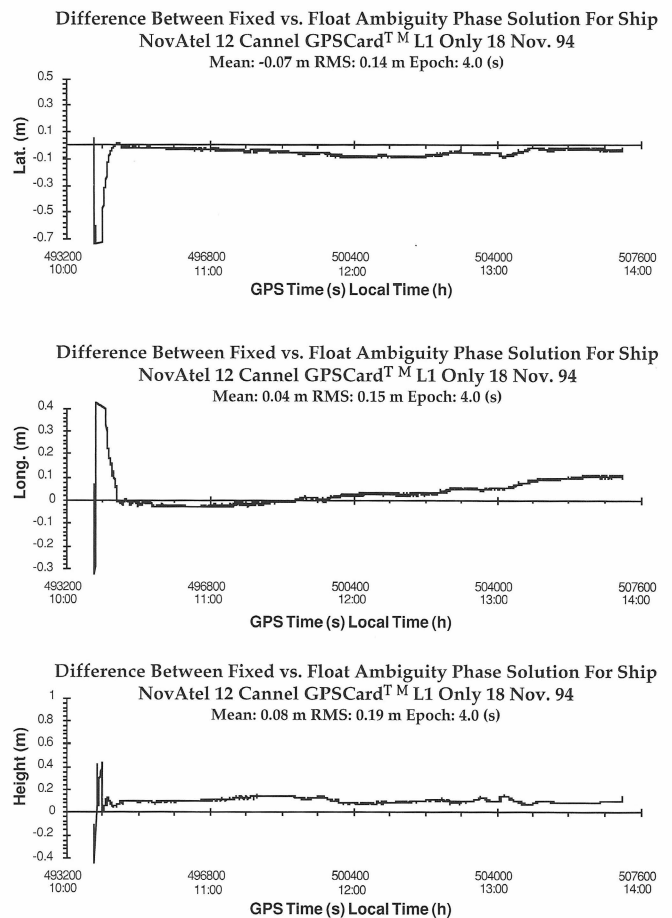 Difference Between Fixed vs. Float Ambiguity Phase Solution For Ship
NovAtel 12 Cannel GPSCard™ L1 Only 18 Nov. 94
Mean: -0.07 m RMS: 0.14 m Epoch: 4.0 (s)
0.5
0.3
0.1
-0.1
-0.3
-0.5
-0.7
Lat. (m)
493200 496800 500400 504000 507600
10:00 11:00 12:00 13:00 14:00
GPS Time (s) Local Time (h)
Difference Between Fixed vs. Float Ambiguity Phase Solution For Ship
NovAtel 12 Cannel GPSCard™ L1 Only 18 Nov. 94
Mean: 0.04 m RMS: 0.15 m Epoch: 4.0 (s)
0.4
0.3
0.2
0.1
0
-0.1
-0.2
-0.3
Long. (m)
493200 496800 500400 504000 507600
10:00 11:00 12:00 13:00 14:00
GPS Time (s) Local Time (h)
Difference Between Fixed vs. Float Ambiguity Phase Solution For Ship
NovAtel 12 Cannel GPSCard™ L1 Only 18 Nov. 94
Mean: 0.08 m RMS: 0.19 m Epoch: 4.0 (s)
1
0.8
0.6
0.4
0.2
0
-0.2
-0.4
Height (m)
493200 496800 500400 504000 507600
10:00 11:00 12:00 13:00 14:00
GPS Time (s) Local Time (h)